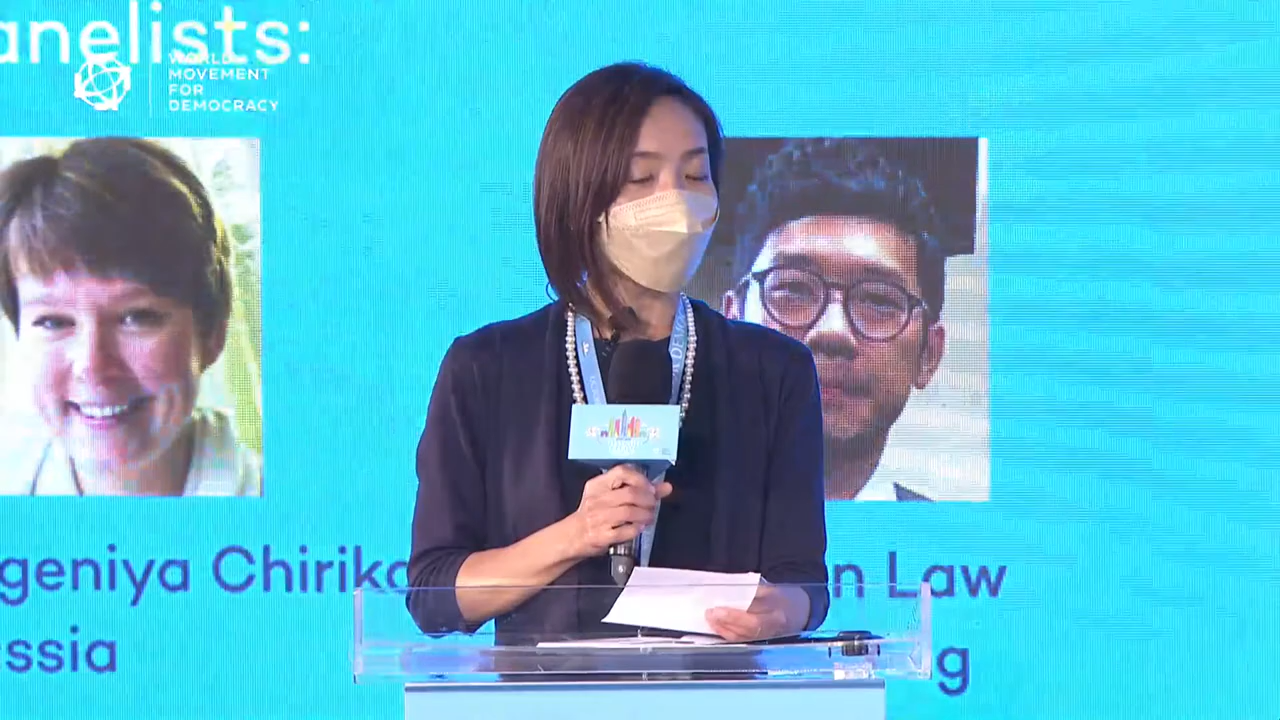 anelists:
WORLD
MOVEMENT
FOR
DEMOCRACY
geniya Chirik
n Law
ssia
g